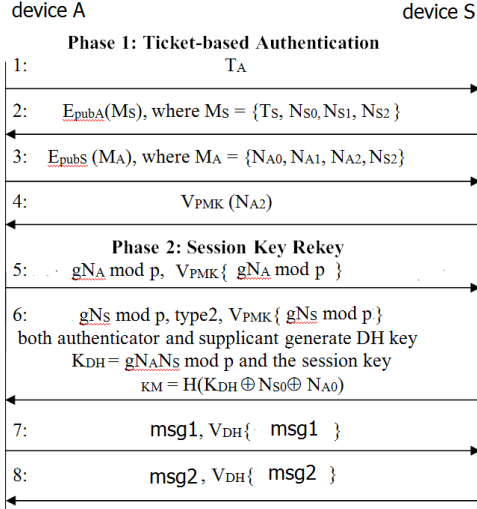 device A device S
Phase 1: Ticket-based Authentication
1: TA
2: EpubA(MS), where MS = {TS, NS0, NS1, NS2 }
3: EpubS (MA), where MA = {NA0, NA1, NA2, NS2}
4: VPMK (NA2)
Phase 2: Session Key Rekey
5: gNA mod p, VPMK{ gNA mod p }
6: gNs mod p, type2, VPMK{ gNs mod p }
both authenticator and supplicant generate DH key
KDH = gNANs mod p and the session key
KM = H(KDH ⊕ NS0⊕ NA0)
7: msg1, VDH{ msg1 }
8: msg2, VDH{ msg2 }